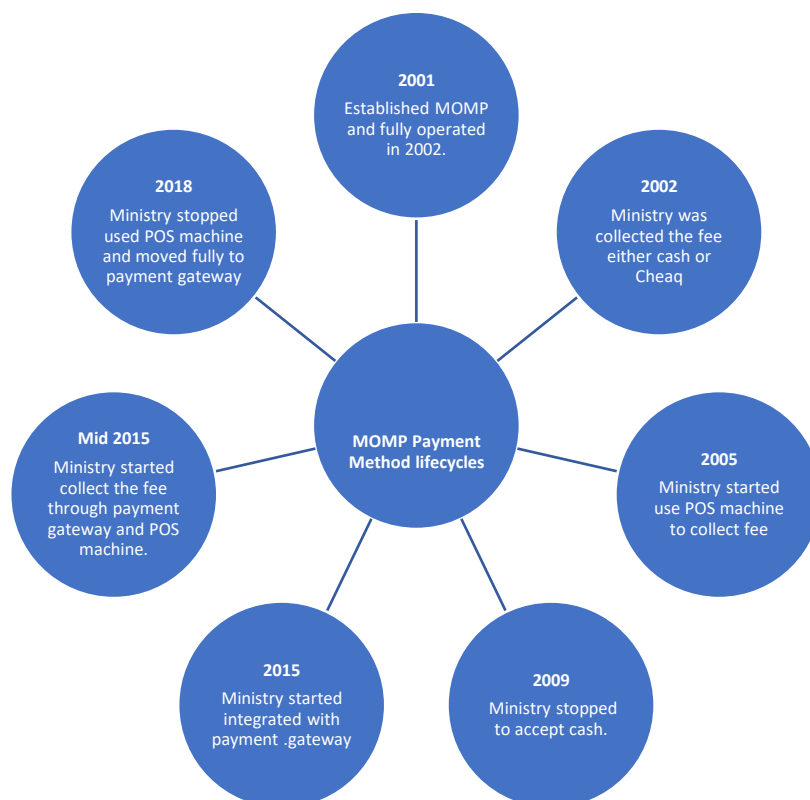 2001
Established MOMP
and fully operated
in 2002.
2002
Ministry was
collected the fee
either cash or
Cheaq
2005
Ministry started
use POS machine
to collect fee
2009
Ministry stopped
to accept cash.
2015
Ministry started
integrated with
payment .gateway
Mid 2015
Ministry started
collect the fee
through payment
gateway and POS
machine.
2018
Ministry stopped
used POS machine
and moved fully to
payment gateway
MOMP Payment
Method lifecycles